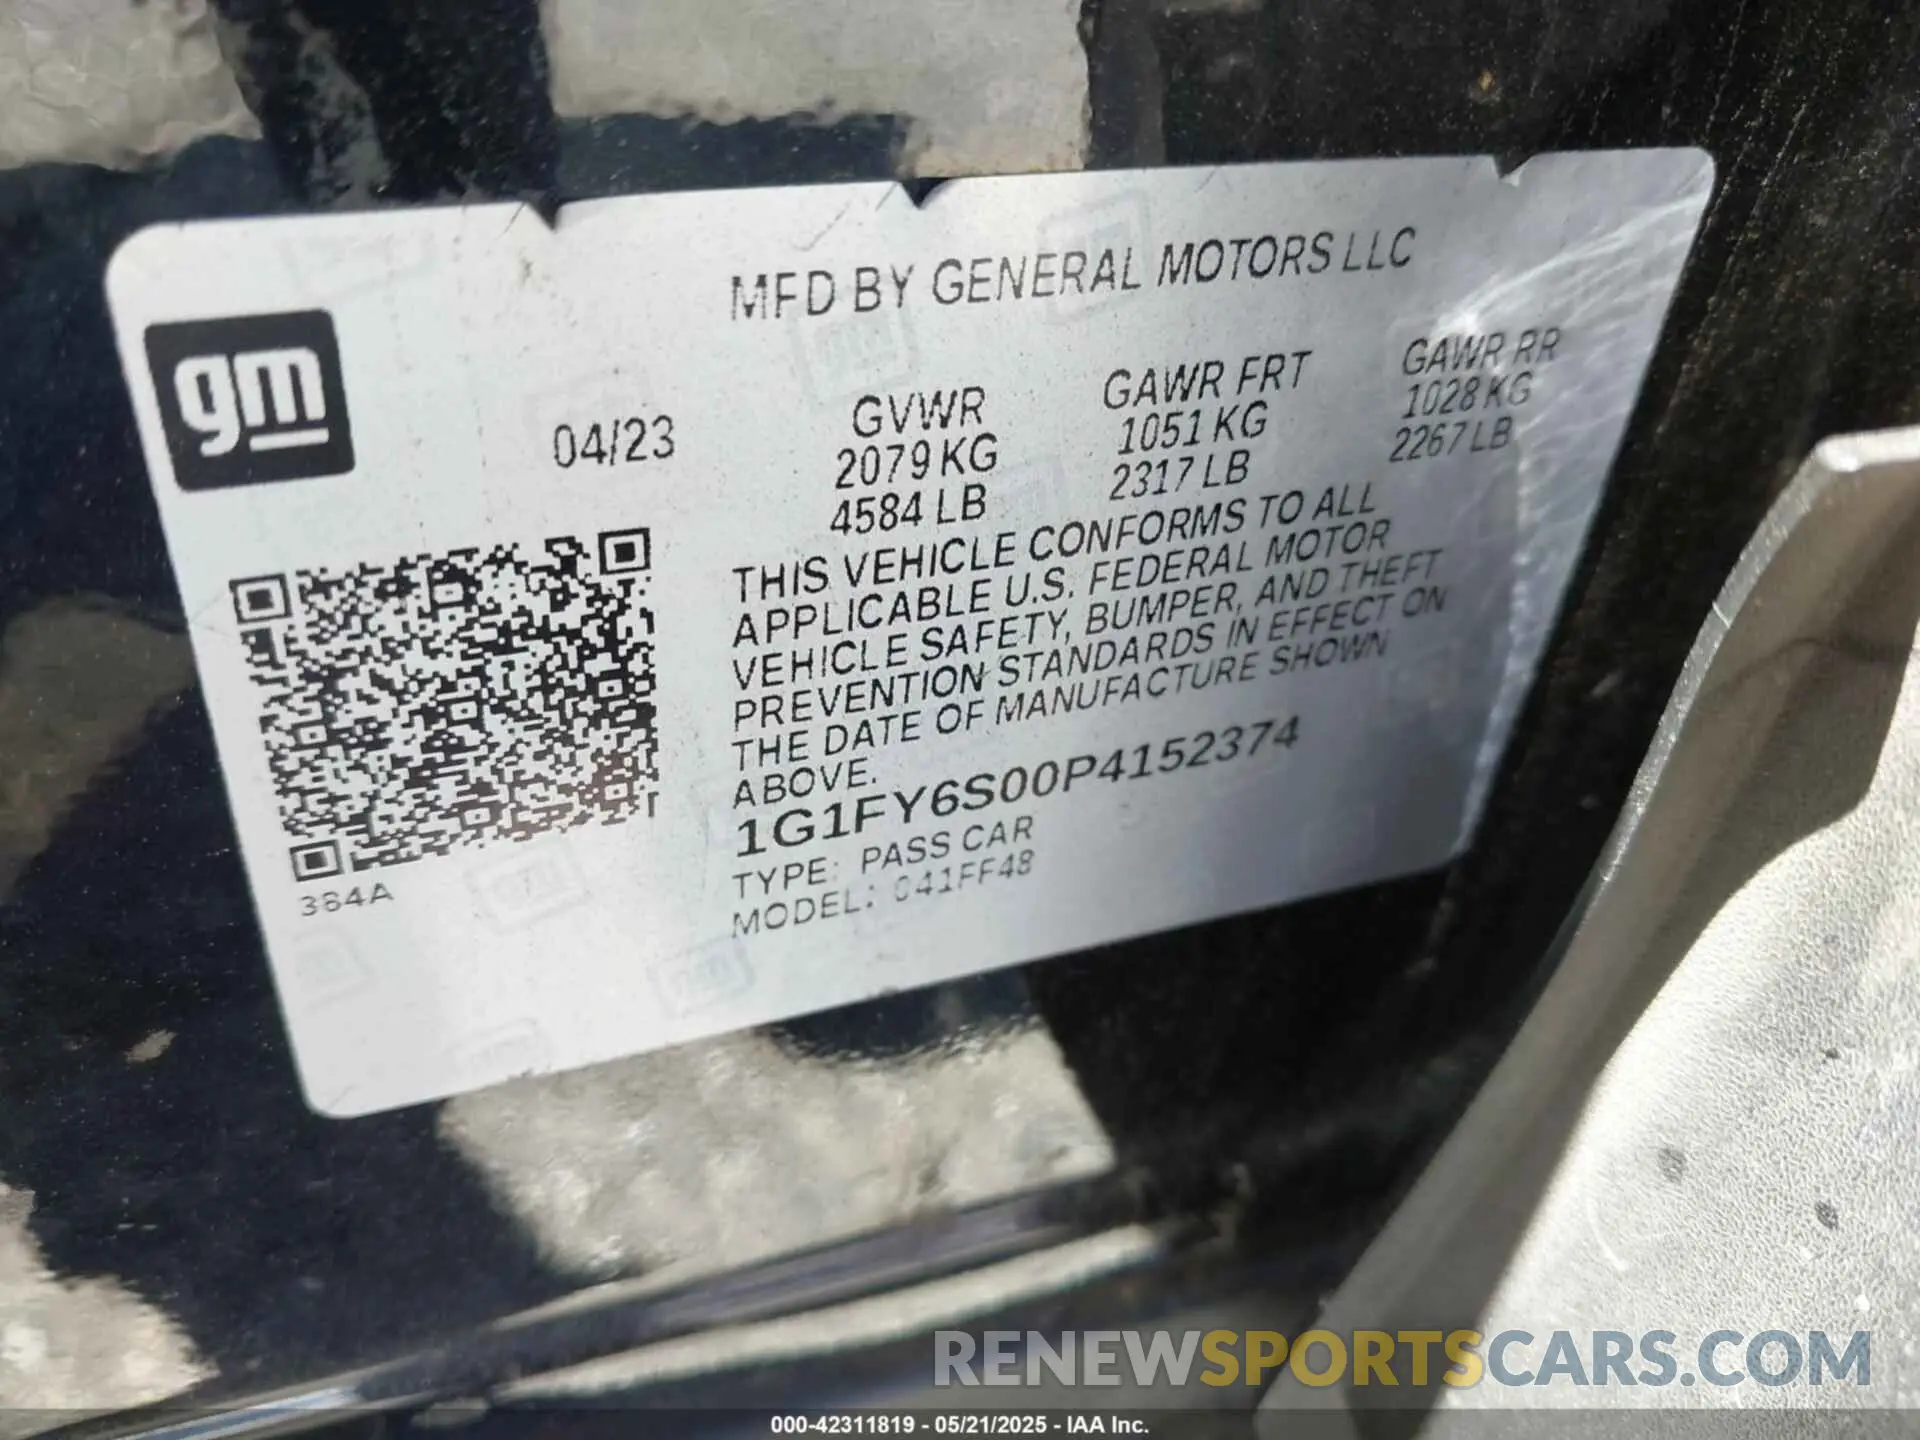 MFD BY GENERAL MOTORS LLC
gm
04/23
GVWR
2079 KG
4584 LB
GAWR FRT
1051 KG
2317 LB
GAWR RR
1028 KG
2267 LB
THIS VEHICLE CONFORMS TO ALL
APPLICABLE U.S. FEDERAL MOTOR
VEHICLE SAFETY, BUMPER, AND THEFT
PREVENTION STANDARDS IN EFFECT ON
THE DATE OF MANUFACTURE SHOWN
ABOVE.
1G1FY6S00P4152374
TYPE: PASS CAR
MODEL: 041FF48
384A
RENEWSPORTSCARS.COM
000-42311819 - 05/21/2025 - IAA Inc.